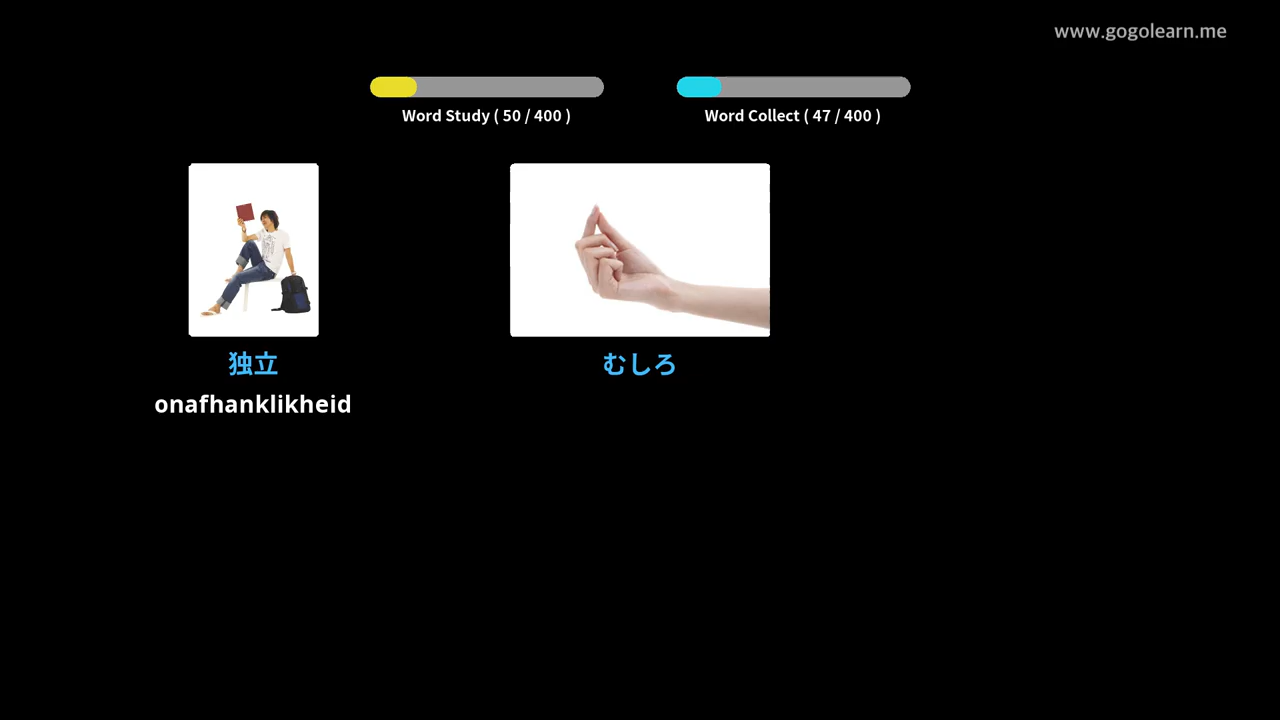 www.gogolearn.me
Word Study ( 50 / 400 )
Word Collect ( 47 / 400 )
独立
onafhanklikheid
むしろ